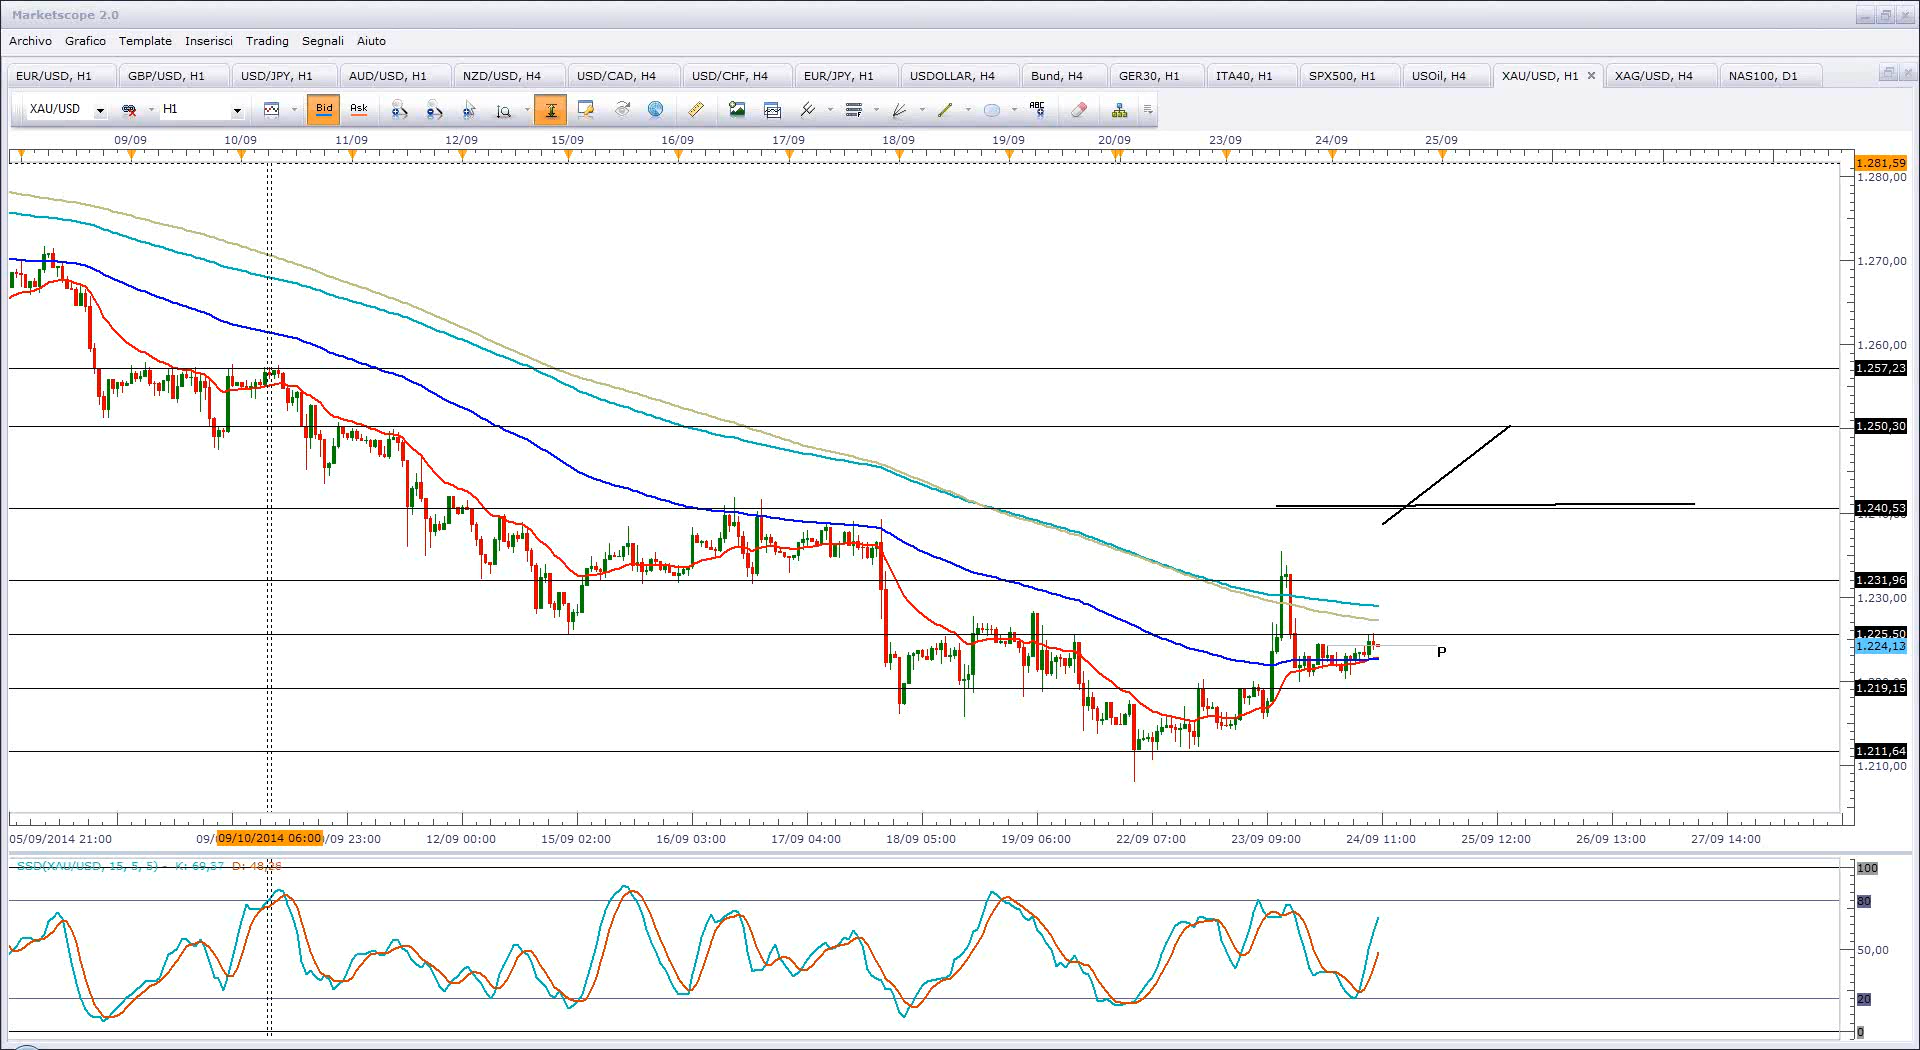 Marketscope 2.0
Archivo Grafico Template Inserisci Trading Segnali Aiuto
EUR/USD, H1 GBP/USD, H1 USD/JPY, H1 AUD/USD, H1 NZD/USD, H4 USD/CAD, H4 USD/CHF, H4 EUR/JPY, H1 USDOLLAR, H4 Bund, H4 GER30, H1 ITA40, H1 SPX500, H1 USOil, H4 XAU/USD, H1 XAG/USD, H4 NAS100, D1
XAU/USD H1 Bid Ask ABC
09/09 10/09 11/09 12/09 15/09 16/09 17/09 18/09 19/09 20/09 23/09 24/09 25/09
1.281,59
1.280,00
1.270,00
1.260,00
1.257,23
1.250,30
1.240,53
1.231,96
1.230,00
1.225,50
1.224,13
P
1.219,15
1.211,64
1.210,00
05/09/2014 21:00 09/ 09/10/2014 06:00 /09 23:00 12/09 00:00 15/09 02:00 16/09 03:00 17/09 04:00 18/09 05:00 19/09 06:00 22/09 07:00 23/09 09:00 24/09 11:00 25/09 12:00 26/09 13:00 27/09 14:00
SSD(XAU/USD, 15, 5, 5) - K: 69,37 D: 48,28
100
80
50,00
20
0